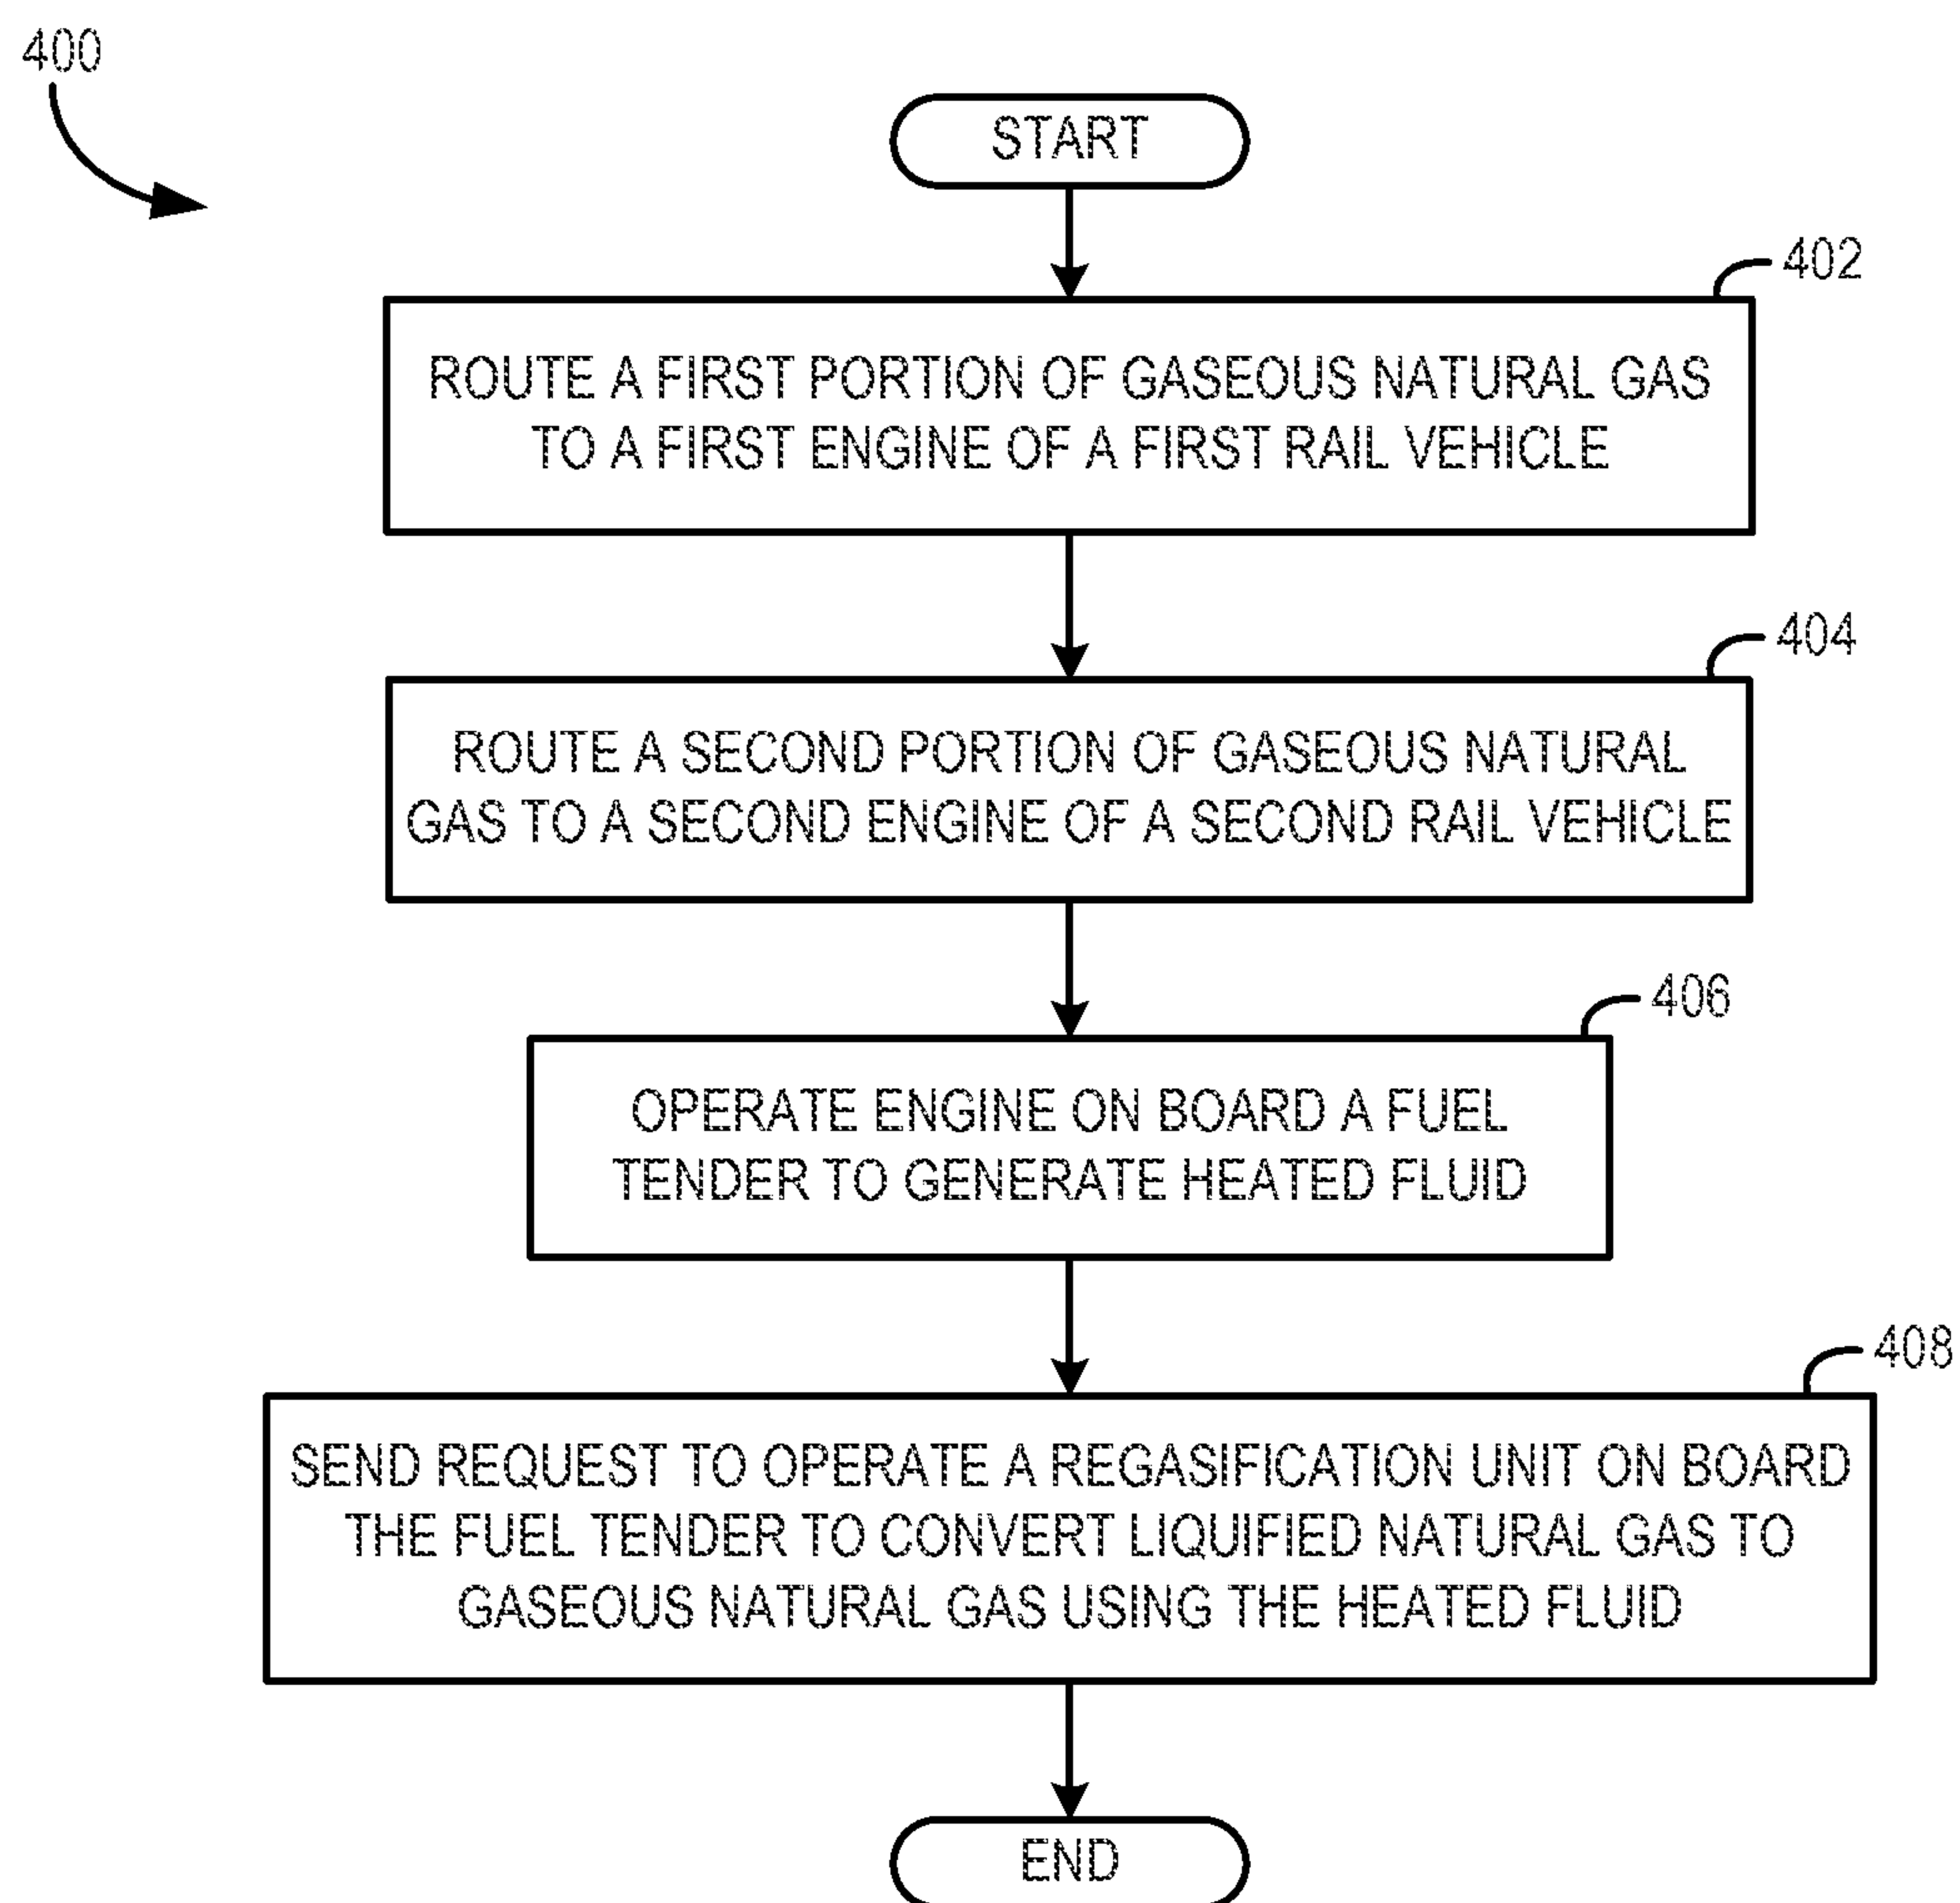 400
START
402
ROUTE A FIRST PORTION OF GASEOUS NATURAL GAS
TO A FIRST ENGINE OF A FIRST RAIL VEHICLE
404
ROUTE A SECOND PORTION OF GASEOUS NATURAL
GAS TO A SECOND ENGINE OF A SECOND RAIL VEHICLE
406
OPERATE ENGINE ON BOARD A FUEL
TENDER TO GENERATE HEATED FLUID
408
SEND REQUEST TO OPERATE A REGASIFICATION UNIT ON BOARD
THE FUEL TENDER TO CONVERT LIQUIFIED NATURAL GAS TO
GASEOUS NATURAL GAS USING THE HEATED FLUID
END